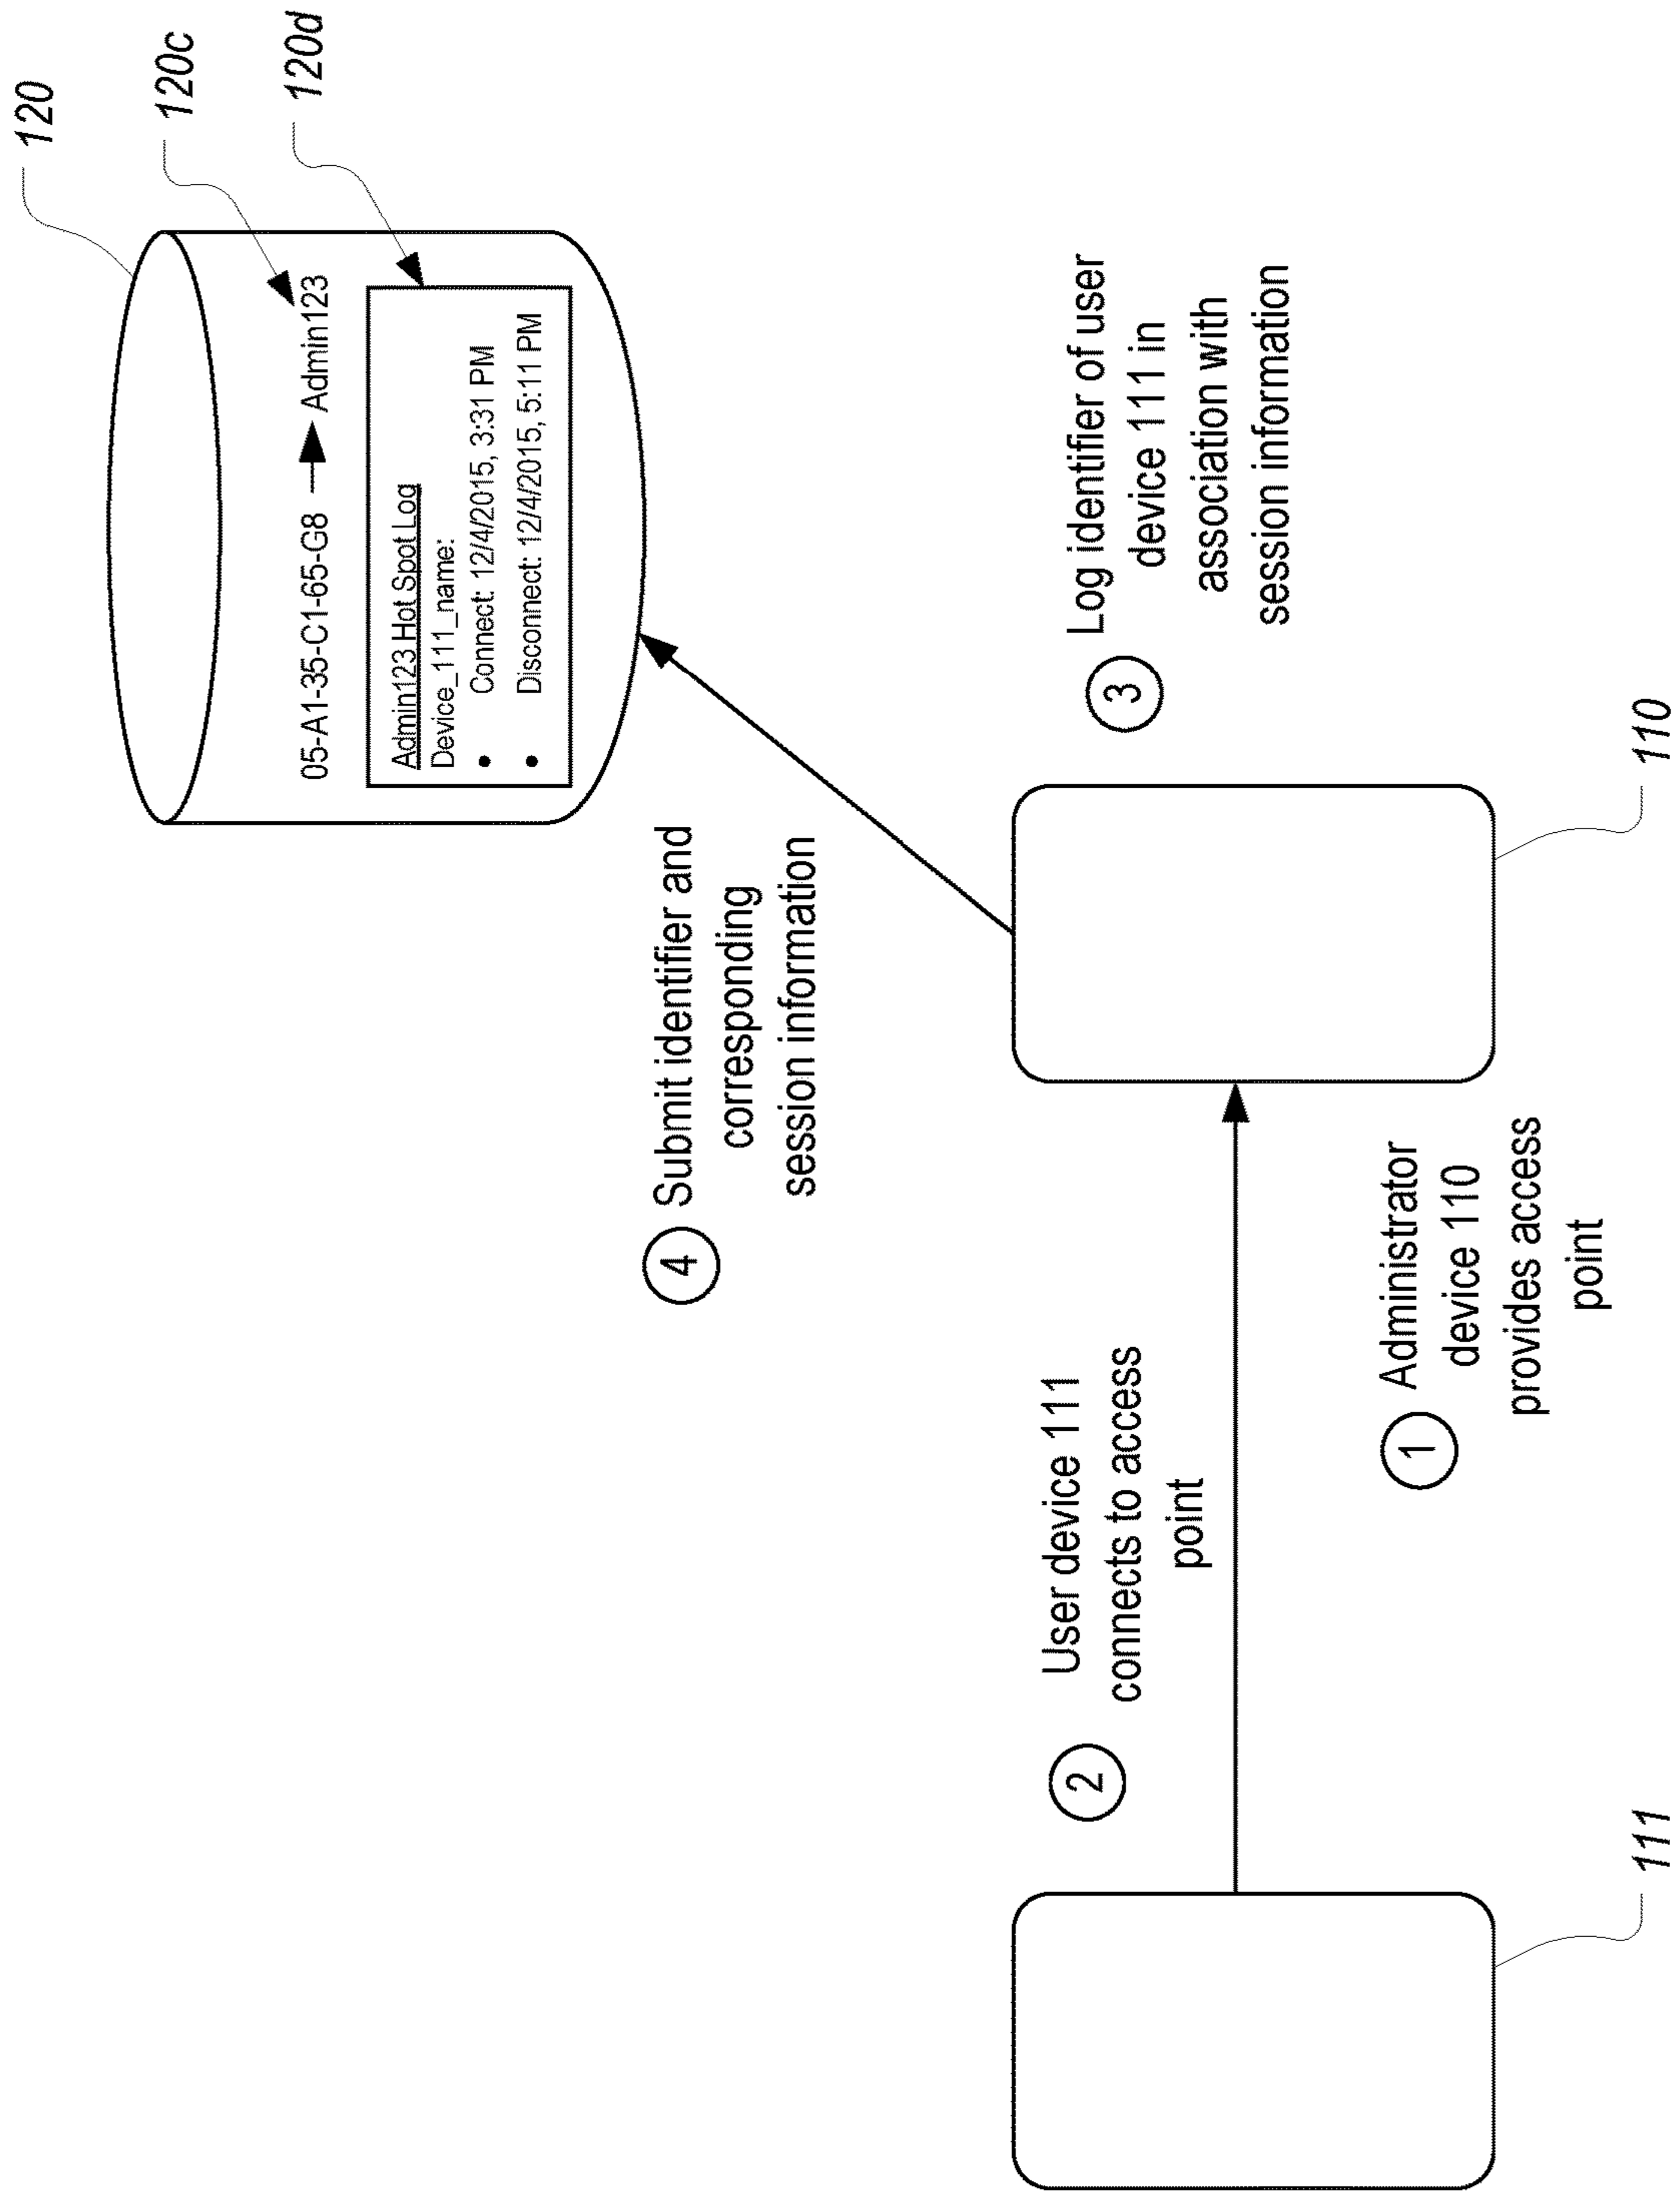 120
120c
120d
05-A1-35-C1-65-G8 Admin123
Admin123 Hot Spot Log
Device_111_name:
• Connect: 12/4/2015, 3:31 PM
• Disconnect: 12/4/2015, 5:11 PM
4 Submit identifier and
corresponding
session information
2 User device 111
connects to access
point
3 Log identifier of user
device 111 in
association with
session information
1 Administrator
device 110
provides access
point
111
110